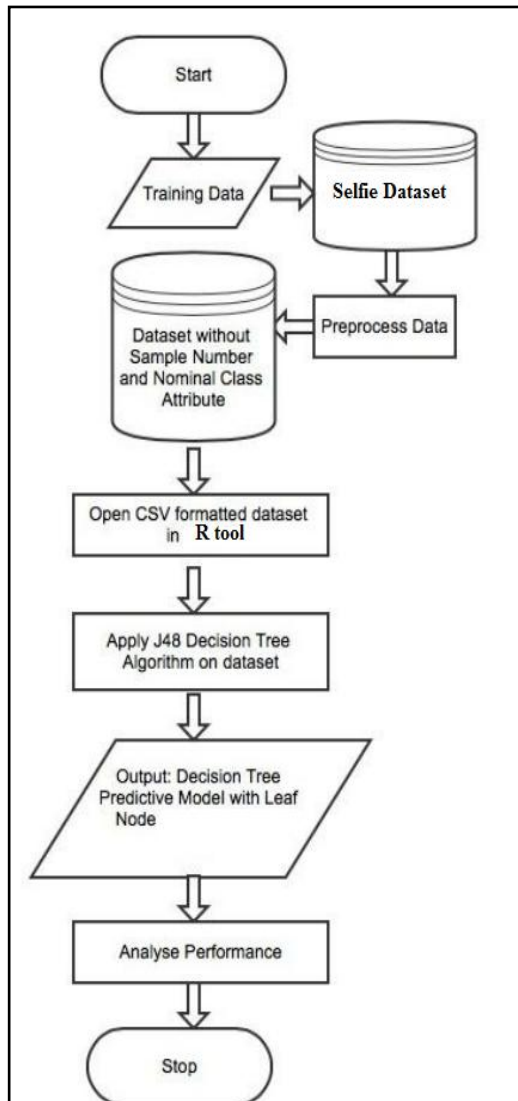 Start
Training Data
Selfie Dataset
Preprocess Data
Dataset without
Sample Number
and Nominal Class
Attribute
Open CSV formatted dataset
in R tool
Apply J48 Decision Tree
Algorithm on dataset
Output: Decision Tree
Predictive Model with Leaf
Node
Analyse Performance
Stop